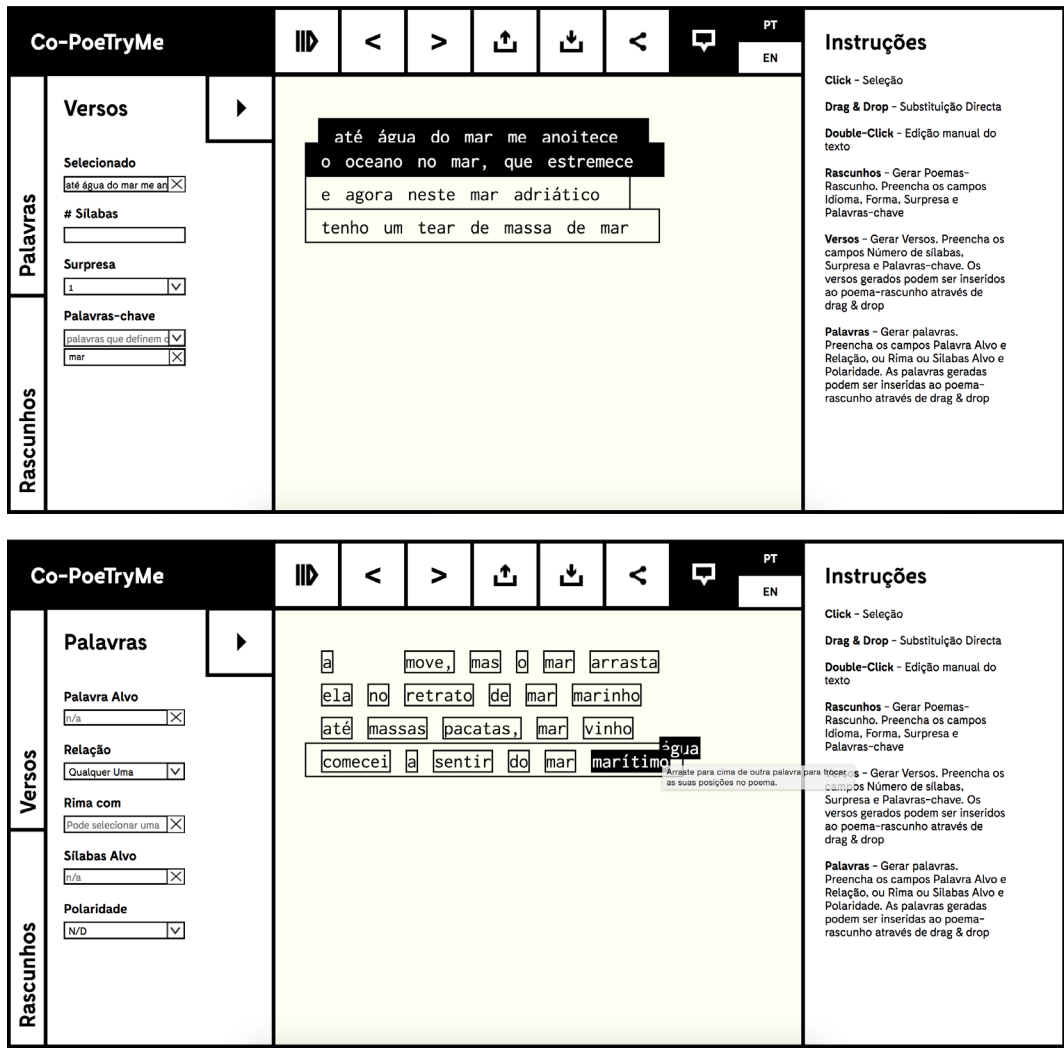 Co-PoeTryMe
PT
EN
Palavras
Rascunhos
Versos
Selecionado
até água do mar me an
# Sílabas
Surpresa
1
Palavras-chave
palavras que definem
mar
até água do mar me anoitece
o oceano no mar, que estremece
e agora neste mar adriático
tenho um tear de massa de mar
Instruções
Click - Seleção
Drag & Drop - Substituição Directa
Double-Click - Edição manual do
texto
Rascunhos - Gerar Poemas-
Rascunho. Preencha os campos
Idioma, Forma, Surpresa e
Palavras-chave
Versos - Gerar Versos. Preencha os
campos Número de sílabas,
Surpresa e Palavras-chave. Os
versos gerados podem ser inseridos
ao poema-rascunho através de
drag & drop
Palavras - Gerar palavras.
Preencha os campos Palavra Alvo e
Relação, ou Rima ou Silabas Alvo e
Polaridade. As palavras geradas
podem ser inseridas ao poema-
rascunho através de drag & drop
Co-PoeTryMe
PT
EN
Versos
Rascunhos
Palavras
Palavra Alvo
n/a
Relação
Qualquer Uma
Rima com
Pode selecionar uma
Sílabas Alvo
n/a
Polaridade
N/D
a move, mas o mar arrasta
ela no retrato de mar marinho
até massas pacatas, mar vinho
comecei a sentir do mar marítimo
água
Arraste para cima de outra palavra para trocar
as suas posições no poema.
Instruções
Click - Seleção
Drag & Drop - Substituição Directa
Double-Click - Edição manual do
texto
Rascunhos - Gerar Poemas-
Rascunho. Preencha os campos
Idioma, Forma, Surpresa e
Palavras-chave
Versos - Gerar Versos. Preencha os
campos Número de sílabas,
Surpresa e Palavras-chave. Os
versos gerados podem ser inseridos
ao poema-rascunho através de
drag & drop
Palavras - Gerar palavras.
Preencha os campos Palavra Alvo e
Relação, ou Rima ou Silabas Alvo e
Polaridade. As palavras geradas
podem ser inseridas ao poema-
rascunho através de drag & drop